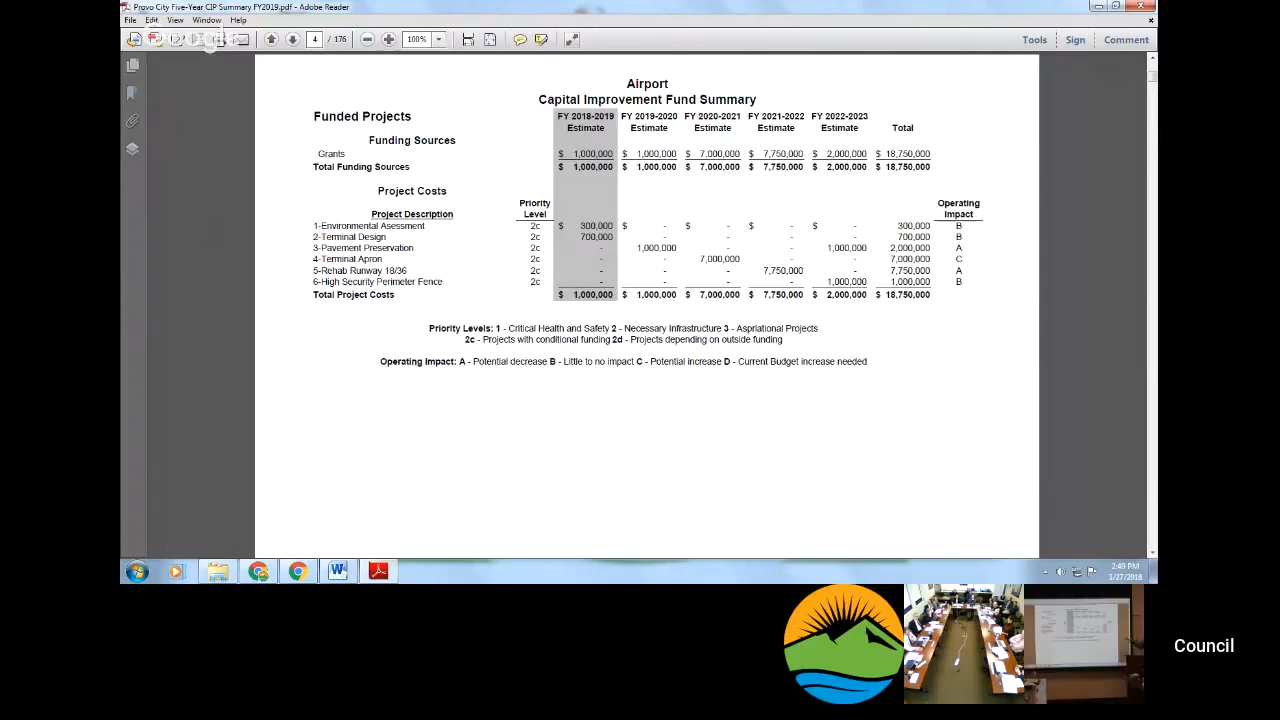 Provo City Five-Year CIP Summary FY2019.pdf - Adobe Reader
File Edit View Window Help
4 / 176 100% Tools Sign Comment
Airport
Capital Improvement Fund Summary
Funded Projects FY 2018-2019 FY 2019-2020 FY 2020-2021 FY 2021-2022 FY 2022-2023
Estimate Estimate Estimate Estimate Estimate Total
Funding Sources
Grants $ 1,000,000 $ 1,000,000 $ 7,000,000 $ 7,750,000 $ 2,000,000 $ 18,750,000
Total Funding Sources $ 1,000,000 $ 1,000,000 $ 7,000,000 $ 7,750,000 $ 2,000,000 $ 18,750,000
Project Costs
Priority Operating
Project Description Level Impact
1-Environmental Asessment 2c $ 300,000 $ - $ - $ - $ - 300,000 B
2-Terminal Design 2c 700,000 - - - - 700,000 B
3-Pavement Preservation 2c - 1,000,000 - - 1,000,000 2,000,000 A
4-Terminal Apron 2c - - 7,000,000 - - 7,000,000 C
5-Rehab Runway 18/36 2c - - - 7,750,000 - 7,750,000 A
6-High Security Perimeter Fence 2c - - - - 1,000,000 1,000,000 B
Total Project Costs $ 1,000,000 $ 1,000,000 $ 7,000,000 $ 7,750,000 $ 2,000,000 $ 18,750,000
Priority Levels: 1 - Critical Health and Safety 2 - Necessary Infrastructure 3 - Aspriational Projects
2c - Projects with conditional funding 2d - Projects depending on outside funding
Operating Impact: A - Potential decrease B - Little to no impact C - Potential increase D - Current Budget increase needed
2:49 PM
3/27/2018
Council